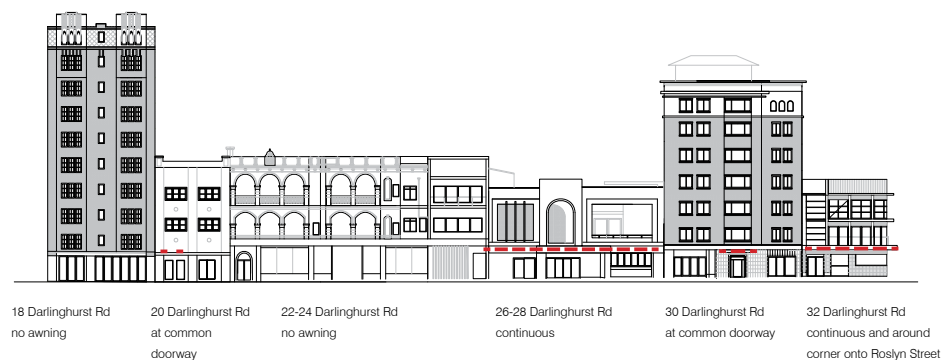 18 Darlinghurst Rd
no awning
20 Darlinghurst Rd
at common
doorway
22-24 Darlinghurst Rd
no awning
26-28 Darlinghurst Rd
continuous
30 Darlinghurst Rd
at common doorway
32 Darlinghurst Rd
continuous and around
corner onto Roslyn Street